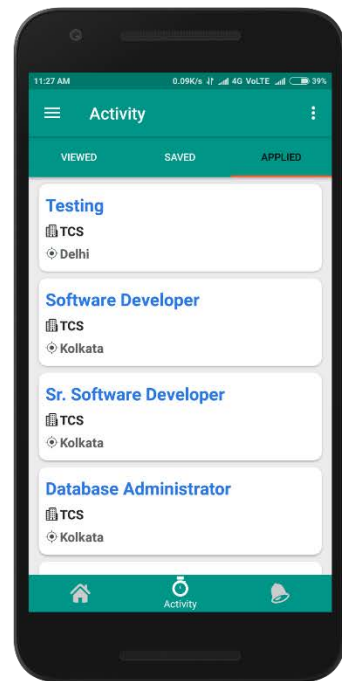 11:27 AM 0.09K/s 4G VoLTE 39%
Activity
VIEWED SAVED APPLIED
Testing
TCS
Delhi
Software Developer
TCS
Kolkata
Sr. Software Developer
TCS
Kolkata
Database Administrator
TCS
Kolkata
Activity